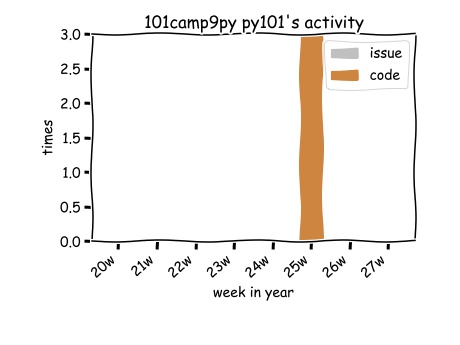 101camp9py py101's activity
3.0
2.5
2.0
1.5
1.0
0.5
0.0
times
issue
code
20w 21w 22w 23w 24w 25w 26w 27w
week in year